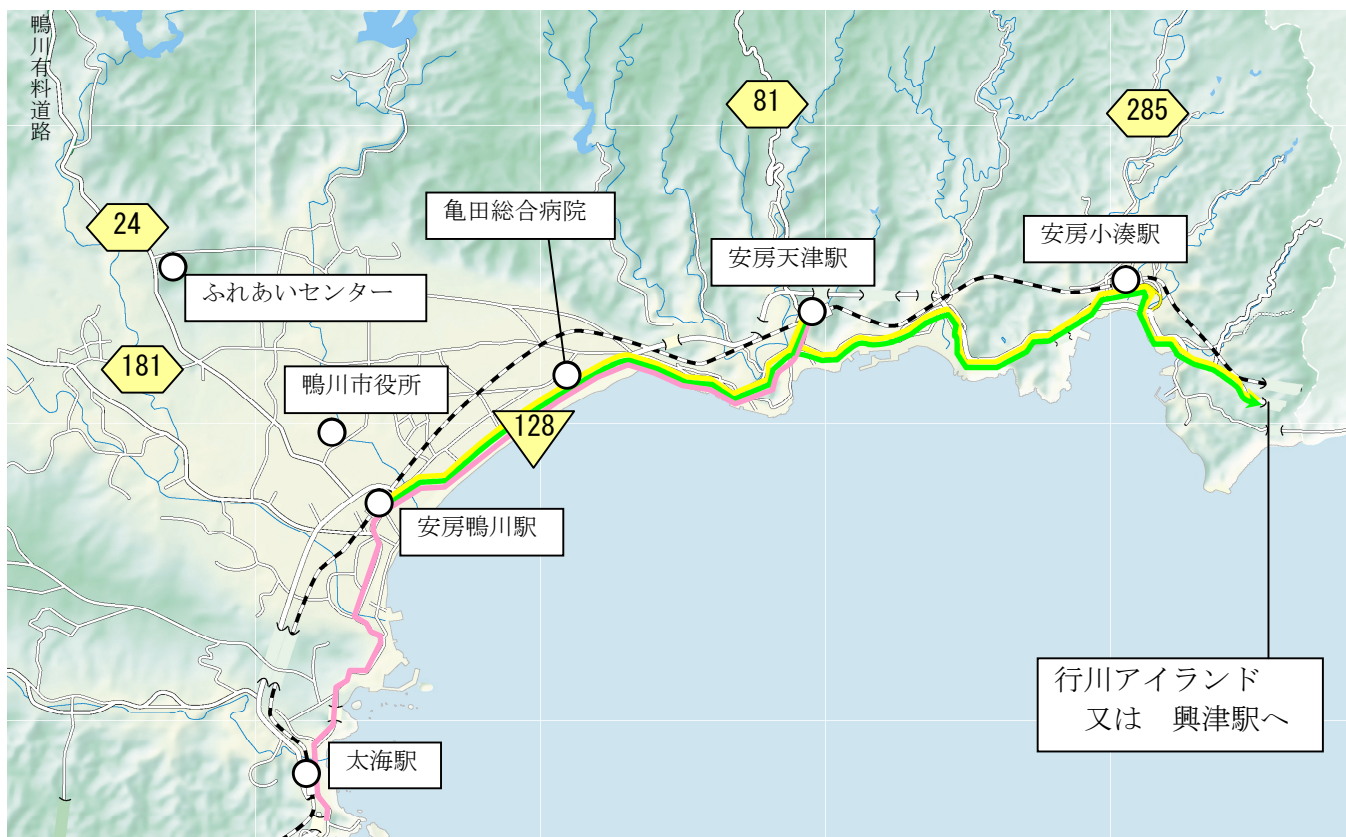 鴨川有料道路
81
285
亀田総合病院
24
安房小湊駅
安房天津駅
ふれあいセンター
181
鴨川市役所
128
安房鴨川駅
行川アイランド
又は 興津駅へ
太海駅